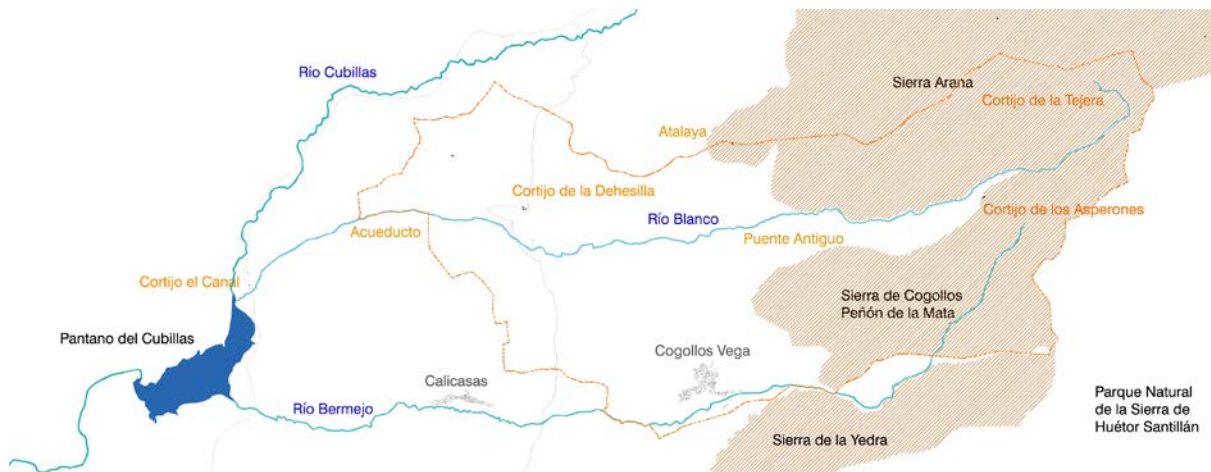 Río Cubillas
Sierra Arana
Cortijo de la Tejera
Atalaya
Cortijo de la Dehesilla
Río Blanco
Cortijo de los Asperones
Acueducto
Puente Antiguo
Cortijo el Canal
Sierra de Cogollos
Peñón de la Mata
Pantano del Cubillas
Cogollos Vega
Calicasas
Río Bermejo
Sierra de la Yedra
Parque Natural
de la Sierra de
Huétor Santillán